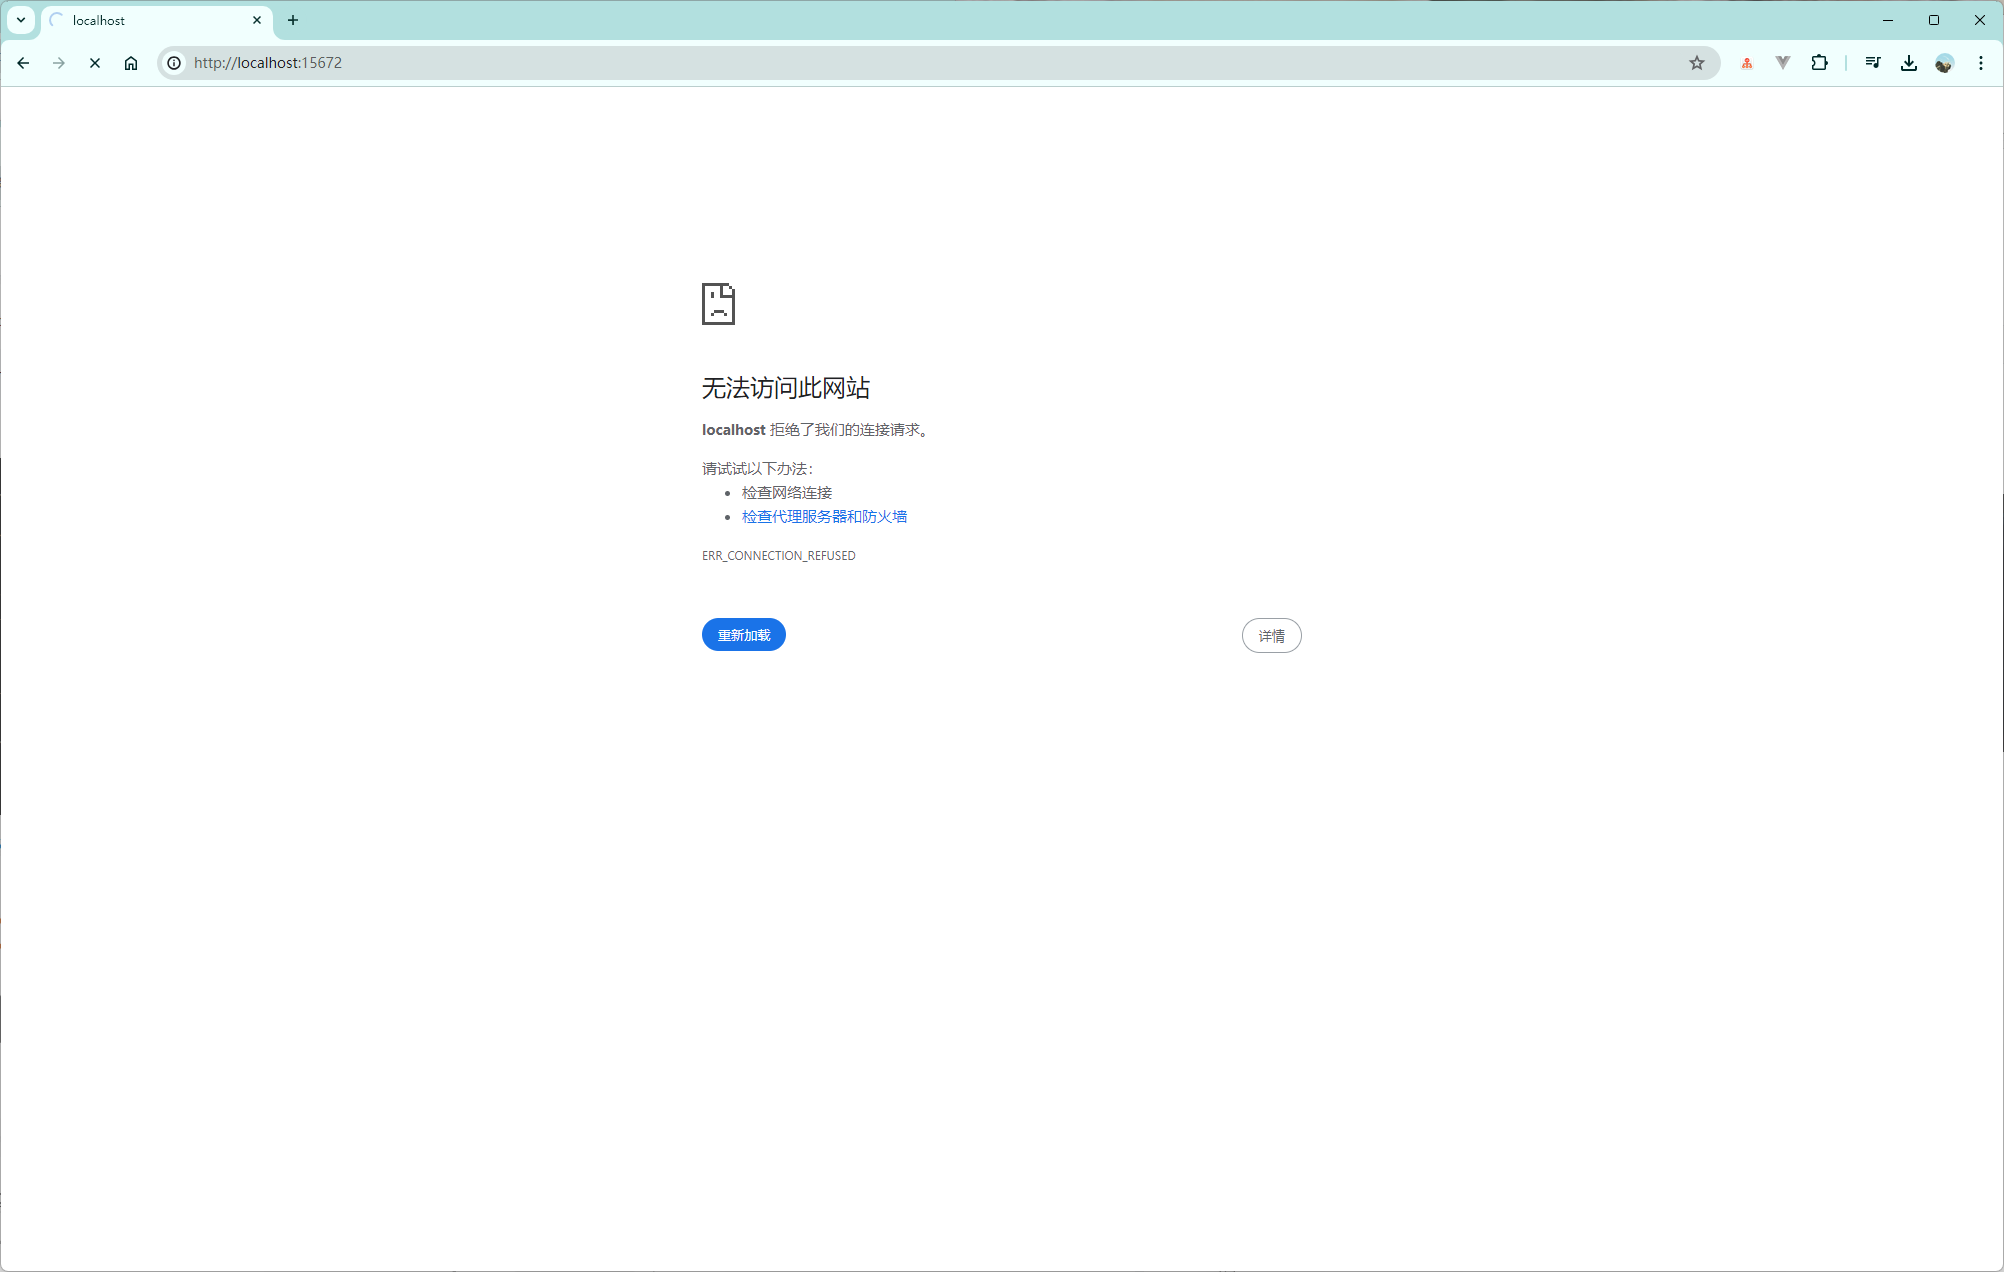 localhost
http://localhost:15672
无法访问此网站
localhost 拒绝了我们的连接请求。
请试试以下办法：
检查网络连接
检查代理服务器和防火墙
ERR_CONNECTION_REFUSED
重新加载
详情